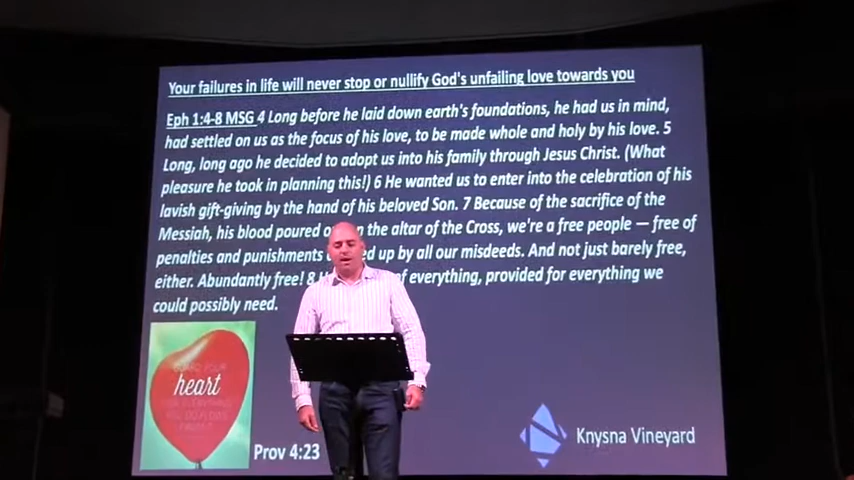 Your failures in life will never stop or nullify God's unfailing love towards you
Eph 1:4-8 MSG 4 Long before he laid down earth's foundations, he had us in mind,
had settled on us as the focus of his love, to be made whole and holy by his love. 5
Long, long ago he decided to adopt us into his family through Jesus Christ. (What
pleasure he took in planning this!) 6 He wanted us to enter into the celebration of his
lavish gift-giving by the hand of his beloved Son. 7 Because of the sacrifice of the
Messiah, his blood poured the altar of the Cross, we're a free people — free of
penalties and punishments up by all our misdeeds. And not just barely free,
either. Abundantly free! 8 of everything, provided for everything we
could possibly need.
heart
Prov 4:23
Knysna Vineyard